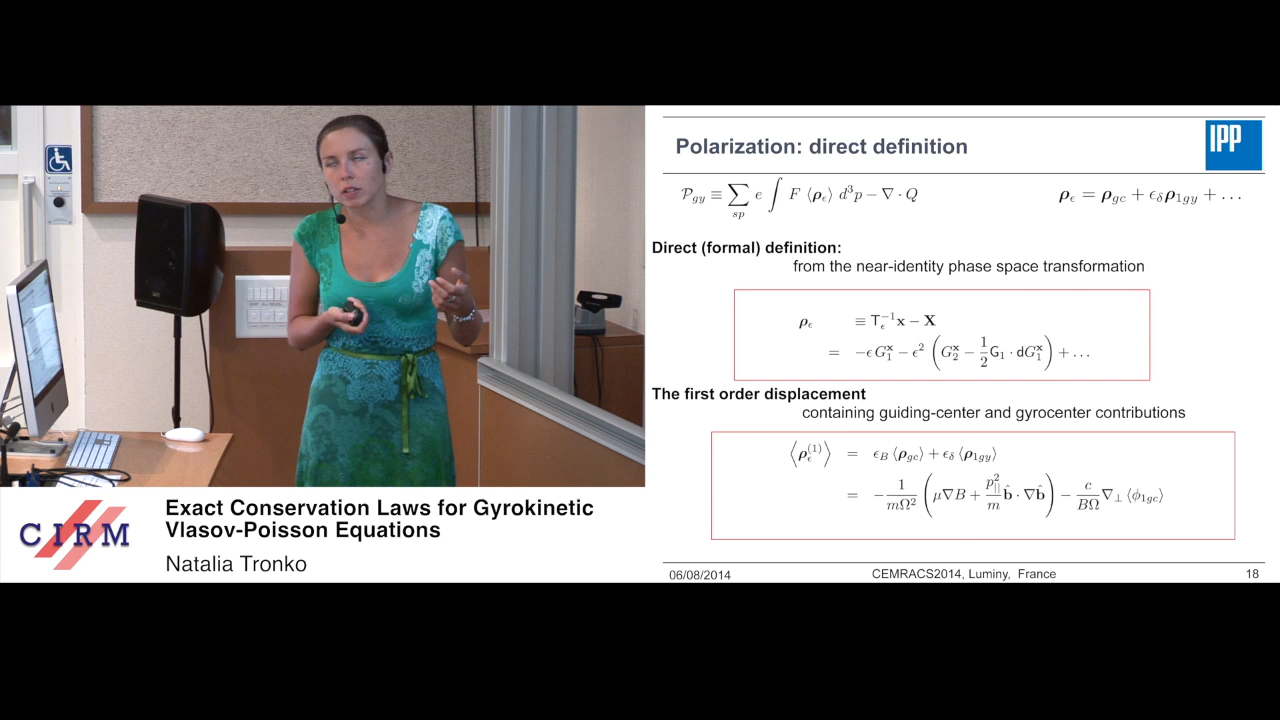 IPP
Polarization: direct definition
𝒫_gy ≡ ∑_sp e ∫ F ⟨ρ_ε⟩ d³p − ∇ · Q
ρ_ε = ρ_gc + ε_δ ρ_1gy + . . .
Direct (formal) definition:
from the near-identity phase space transformation
ρ_ε ≡ T_ε^{-1} x − X
= −ε G_1^x − ε² ( G_2^x − 1/2 G_1 · dG_1^x ) + . . .
The first order displacement
containing guiding-center and gyrocenter contributions
⟨ρ_ε^{(1)}⟩ = ε_B ⟨ρ_gc⟩ + ε_δ ⟨ρ_1gy⟩
= − 1/(mΩ²) ( μ∇B + p_||²/m b̂ · ∇b̂ ) − c/(BΩ) ∇_⊥ ⟨ϕ_1gc⟩
06/08/2014 CEMRACS2014, Luminy, France 18
CIRM
Exact Conservation Laws for Gyrokinetic
Vlasov-Poisson Equations
Natalia Tronko